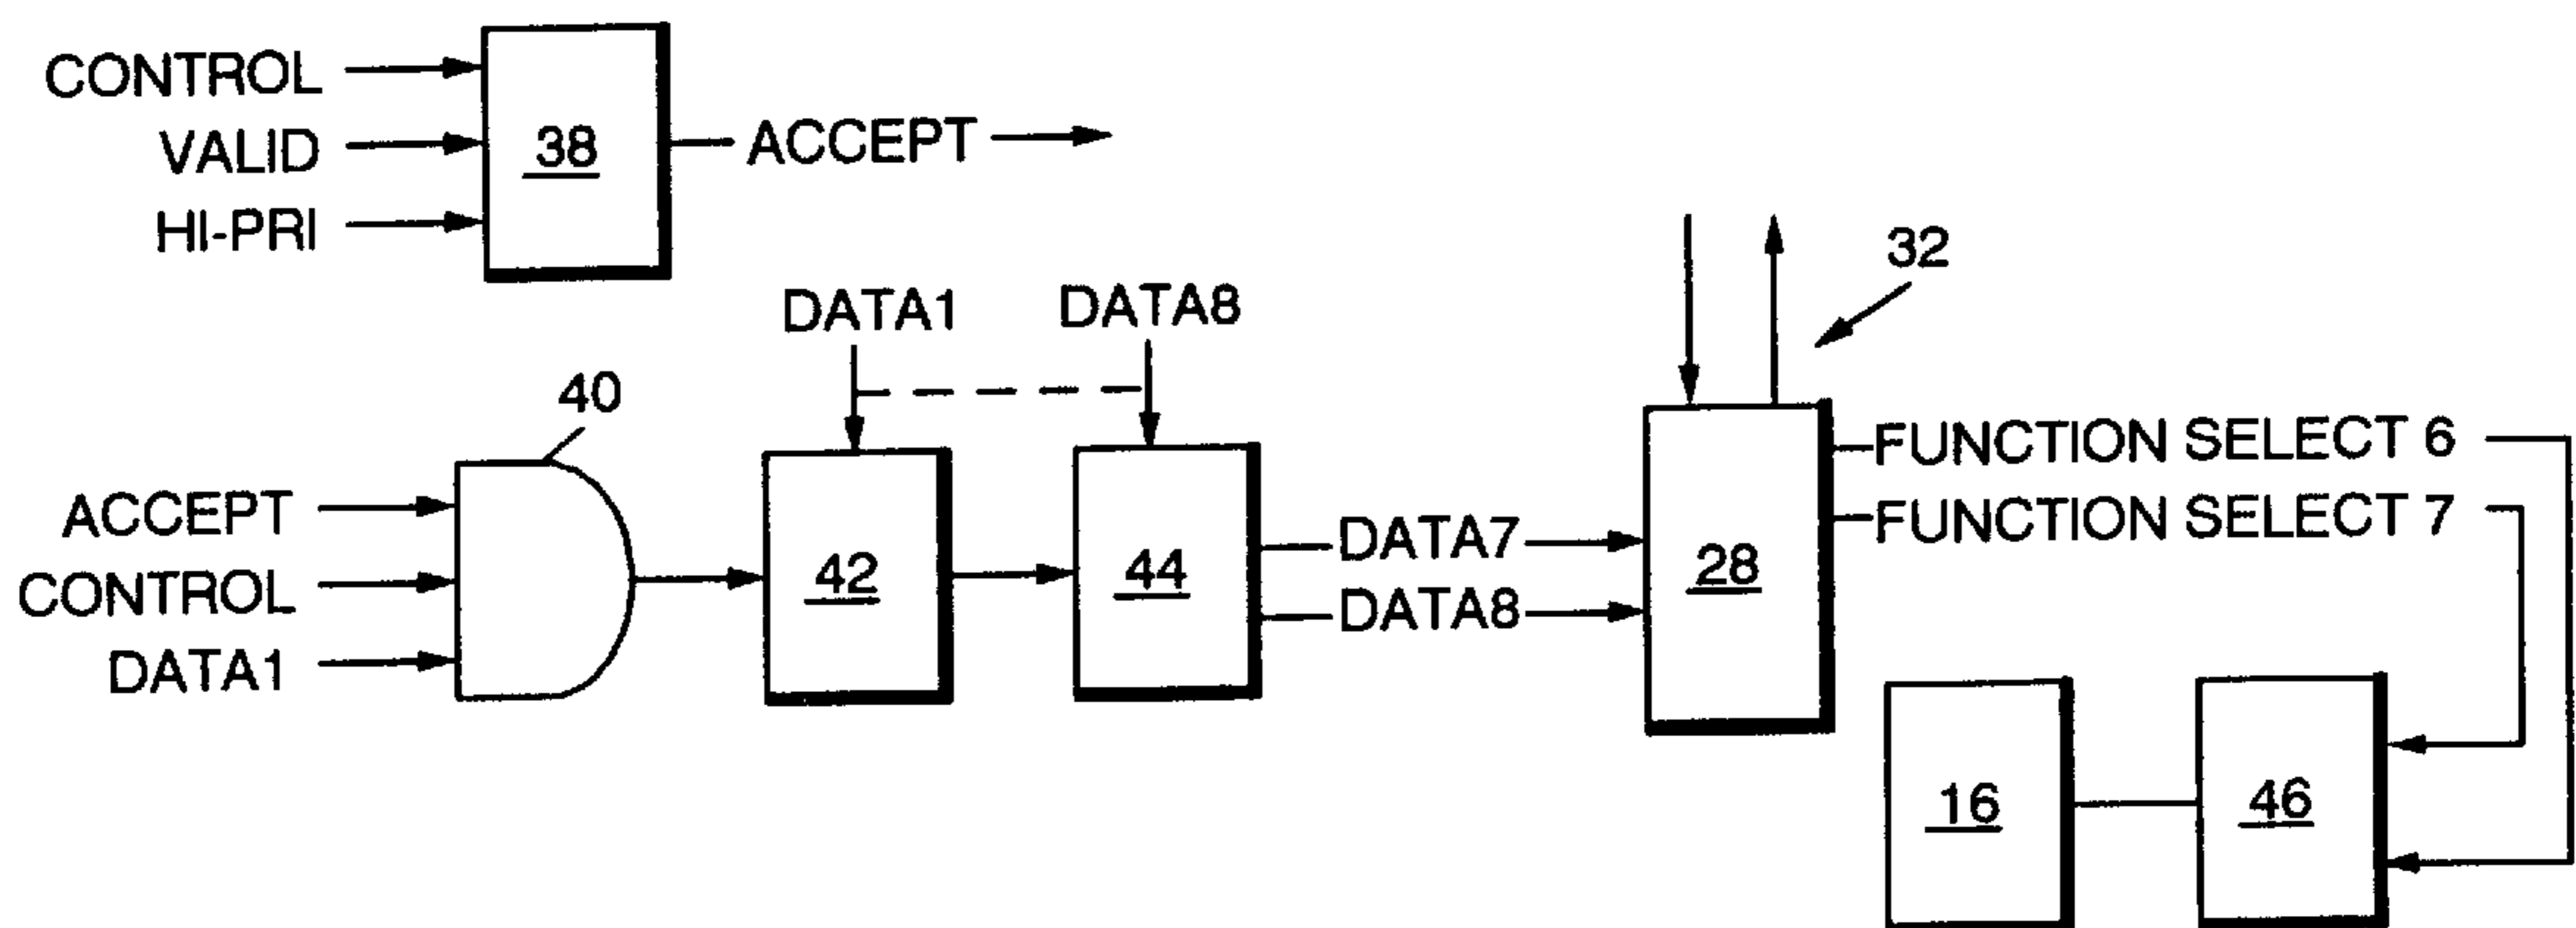 CONTROL
VALID
HI-PRI
38
ACCEPT
DATA1
DATA8
32
40
ACCEPT
CONTROL
DATA1
42
44
DATA7
DATA8
28
FUNCTION SELECT 6
FUNCTION SELECT 7
16
46